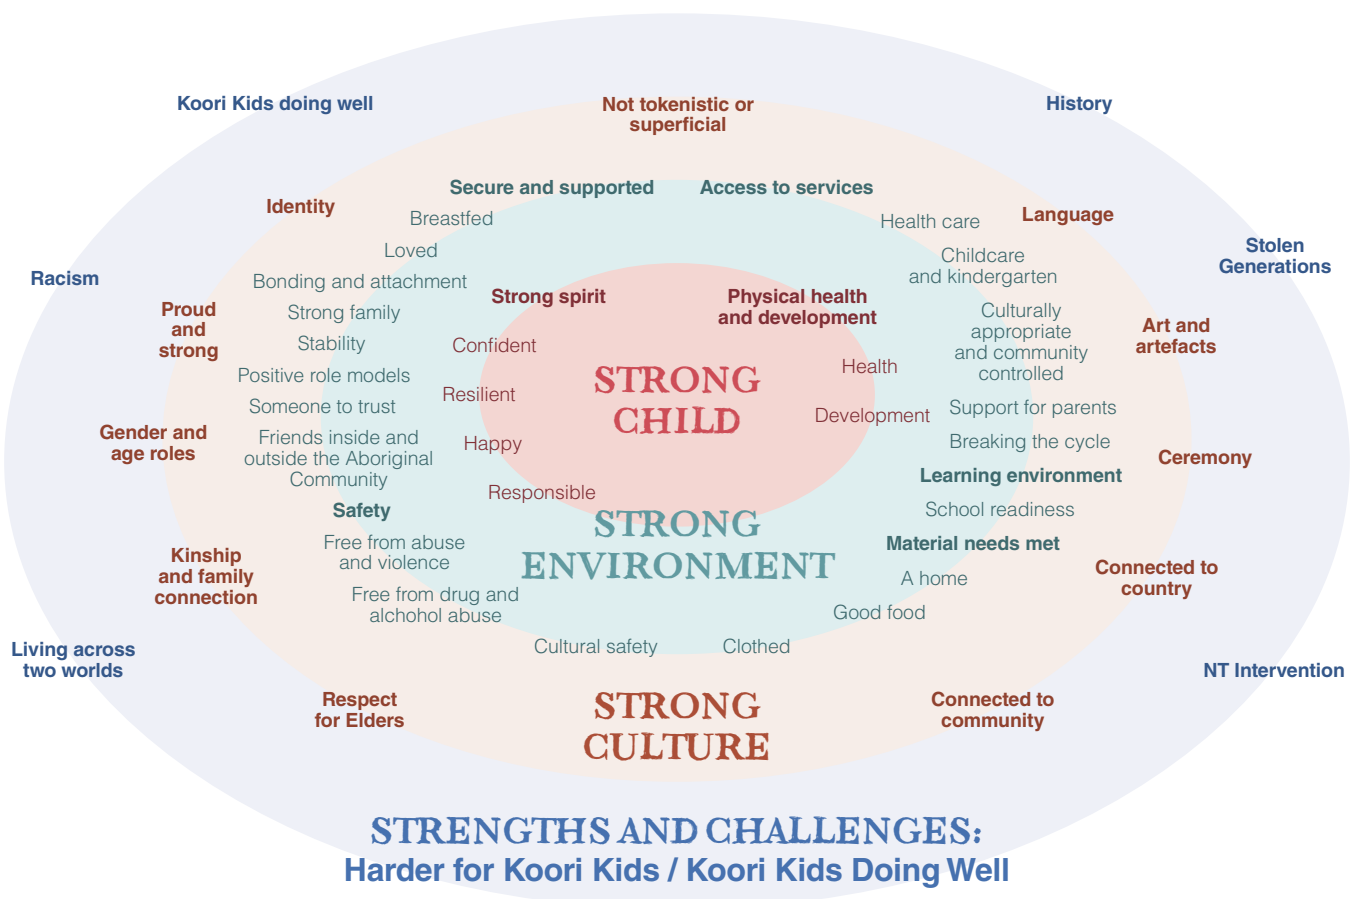 Koori Kids doing well
Not tokenistic or
superficial
History
Secure and supported
Access to services
Identity
Breastfed
Health care
Language
Loved
Childcare
and kindergarten
Stolen
Generations
Racism
Bonding and attachment
Strong spirit
Physical health
and development
Proud
and
strong
Strong family
Culturally
appropriate
and community
controlled
Art and
artefacts
Stability
Confident
Positive role models
Health
STRONG
CHILD
Resilient
Someone to trust
Development
Support for parents
Gender and
age roles
Friends inside and
outside the Aboriginal
Community
Happy
Breaking the cycle
Ceremony
Learning environment
Responsible
Safety
School readiness
STRONG
ENVIRONMENT
Free from abuse
and violence
Material needs met
Kinship
and family
connection
A home
Connected to
country
Free from drug and
alchohol abuse
Good food
Cultural safety
Clothed
Living across
two worlds
NT Intervention
Respect
for Elders
STRONG
CULTURE
Connected to
community
STRENGTHS AND CHALLENGES:
Harder for Koori Kids / Koori Kids Doing Well